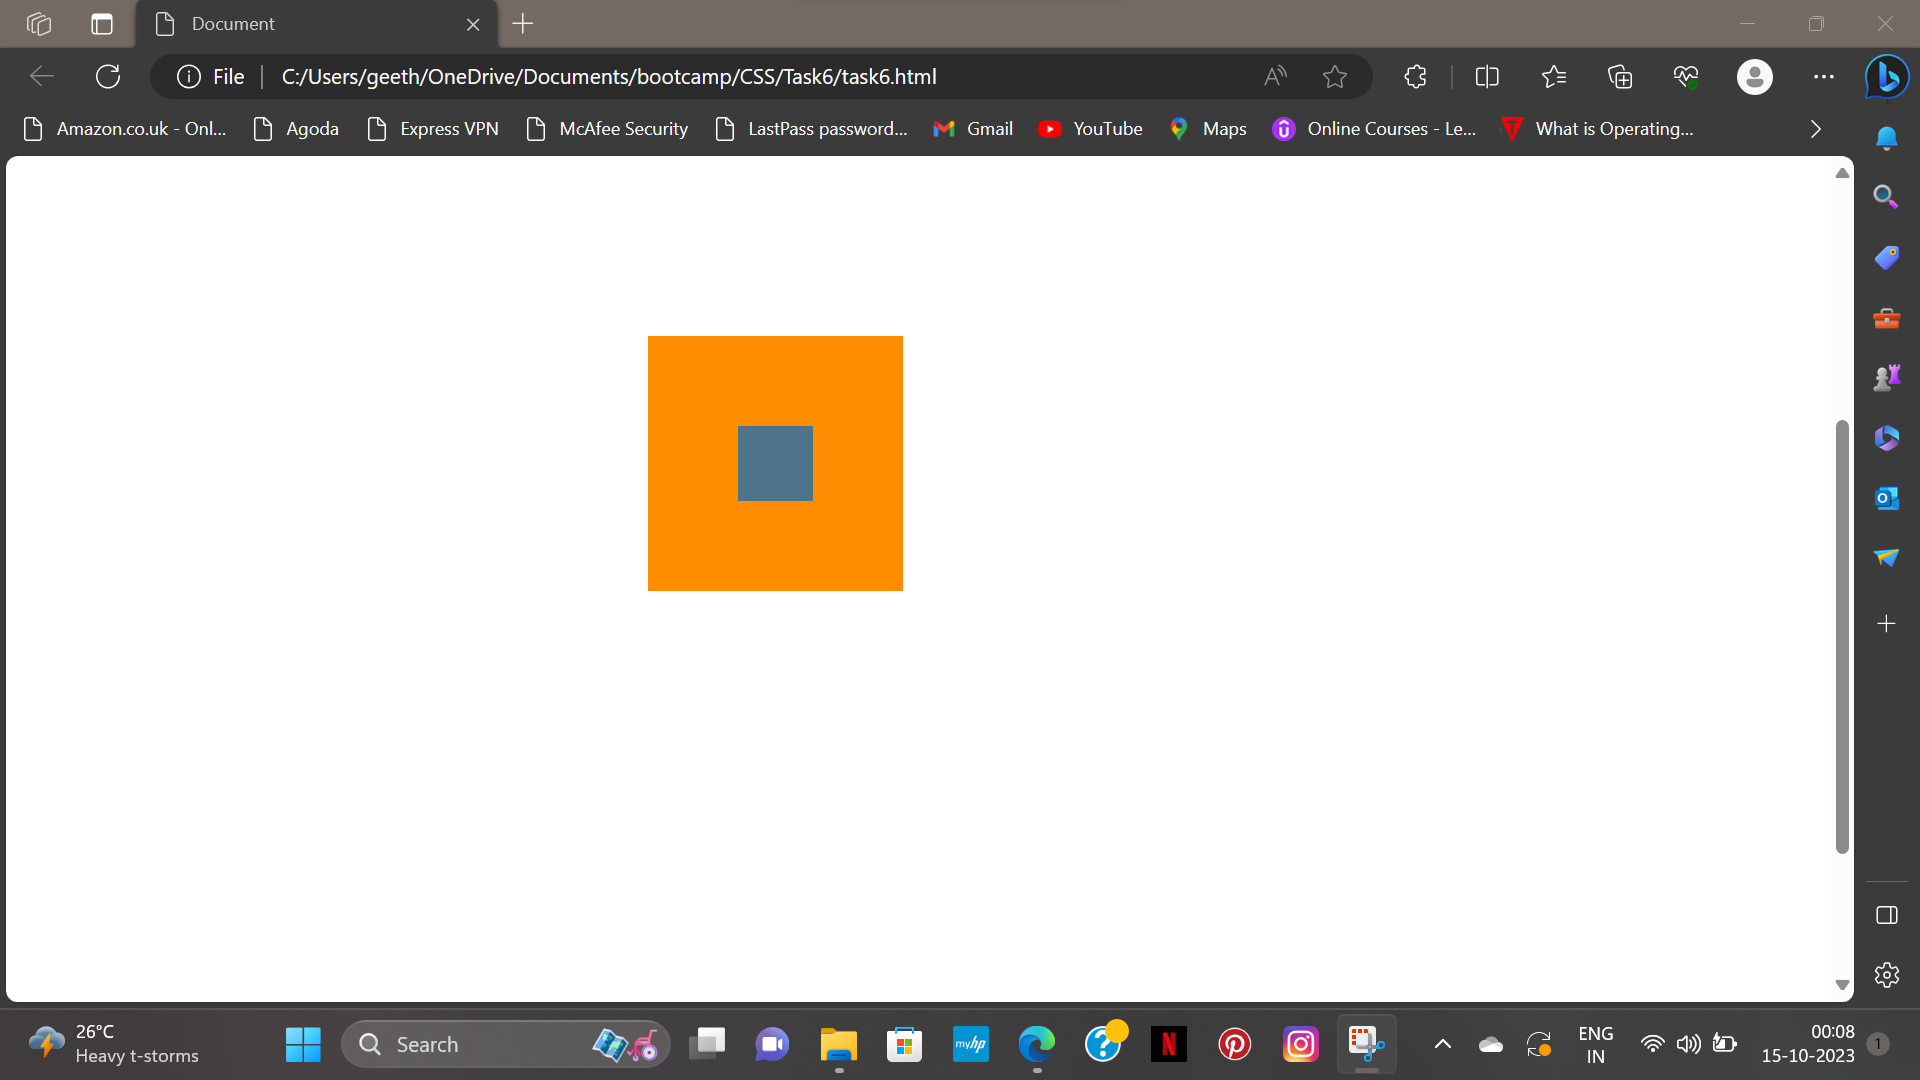 Document
File
C:/Users/geeth/OneDrive/Documents/bootcamp/CSS/Task6/task6.html
Amazon.co.uk - Onl...
Agoda
Express VPN
McAfee Security
LastPass password...
Gmail
YouTube
Maps
Online Courses - Le...
What is Operating...
26°C
Heavy t-storms
Search
myhp
ENG
IN
00:08
15-10-2023
1